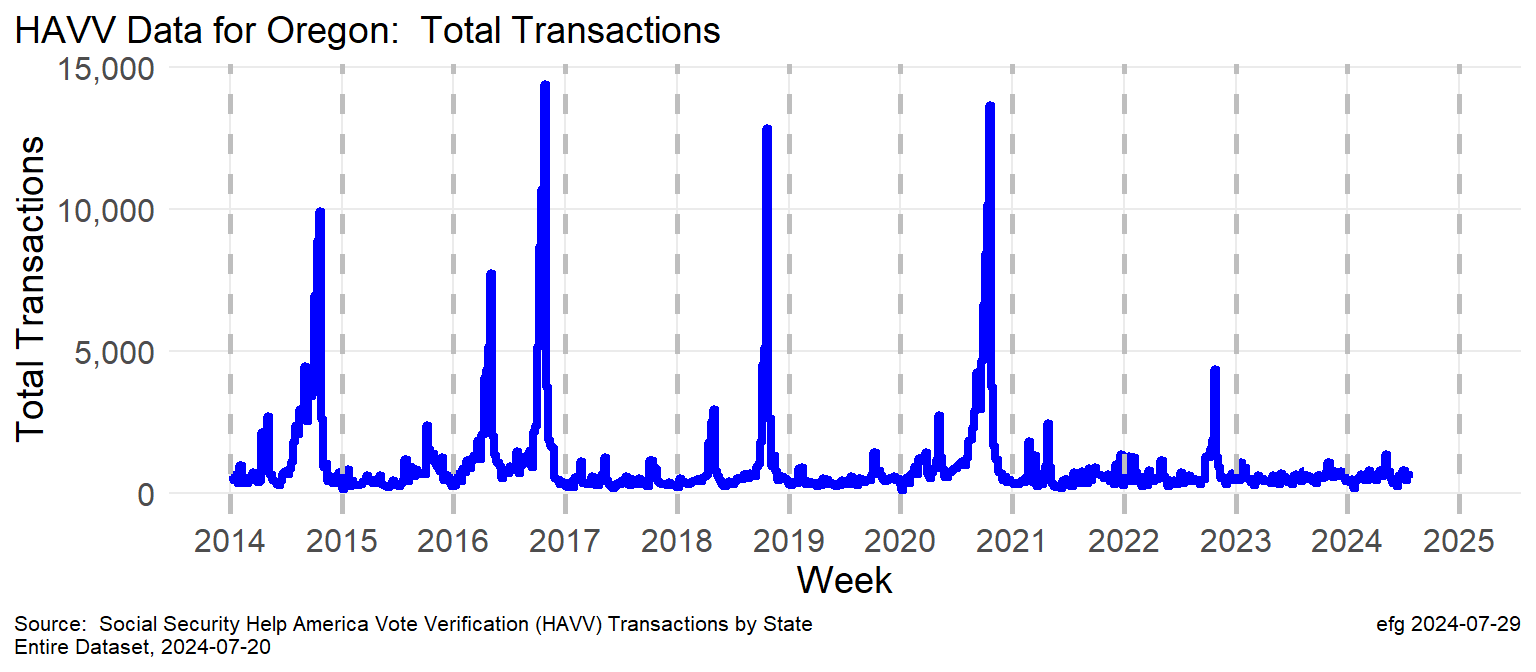 HAVV Data for Oregon:  Total Transactions
Total Transactions
15,000
10,000
5,000
0
2014 2015 2016 2017 2018 2019 2020 2021 2022 2023 2024 2025
Week
Source:  Social Security Help America Vote Verification (HAVV) Transactions by State
Entire Dataset, 2024-07-20
efg 2024-07-29